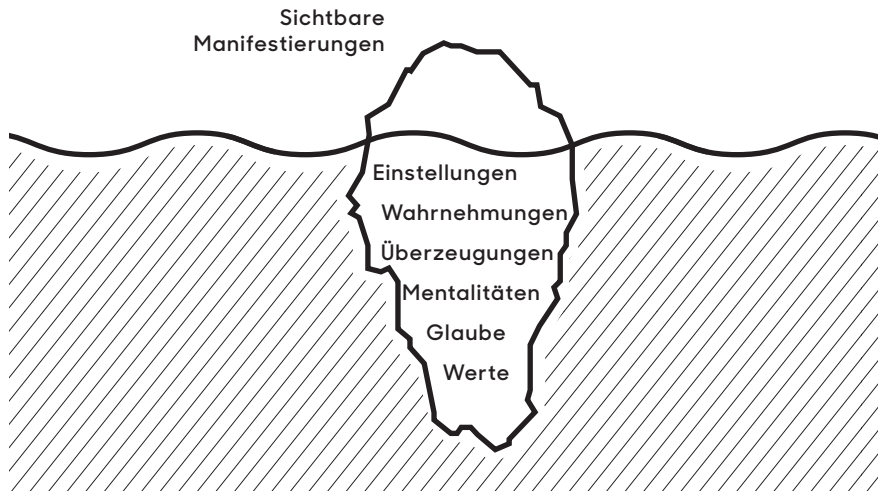 Sichtbare
Manifestierungen
Einstellungen
Wahrnehmungen
Überzeugungen
Mentalitäten
Glaube
Werte